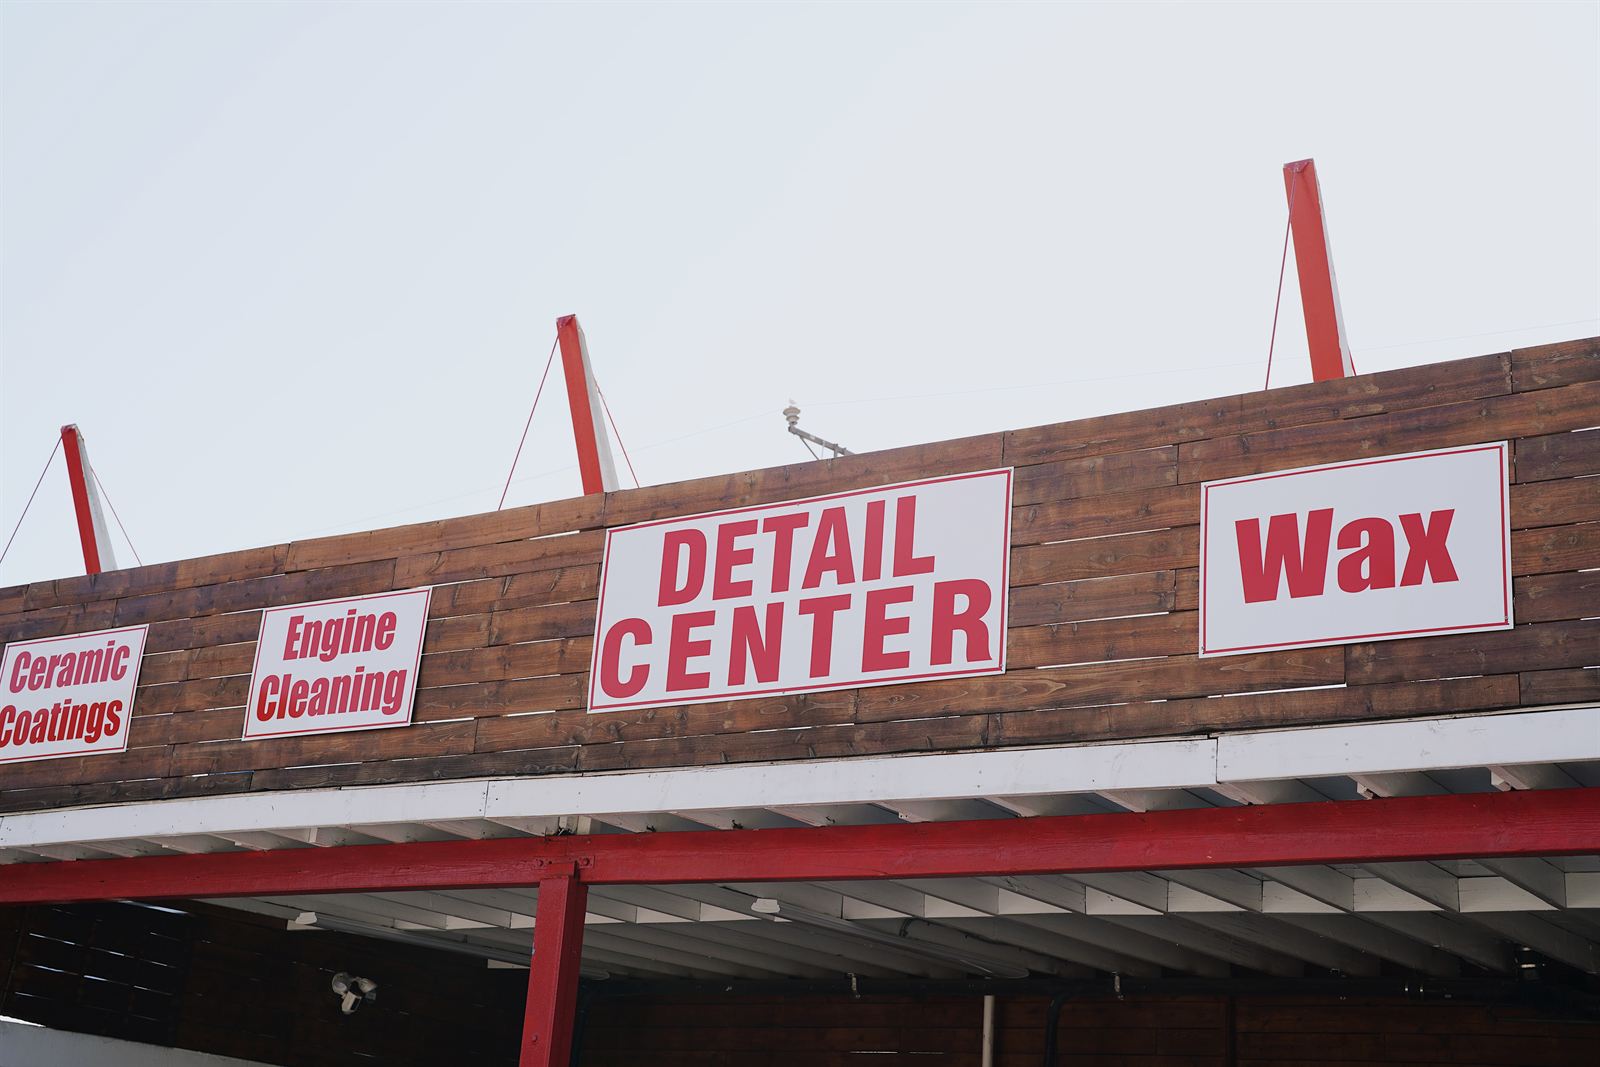 Ceramic
Coatings
Engine
Cleaning
DETAIL
CENTER
Wax